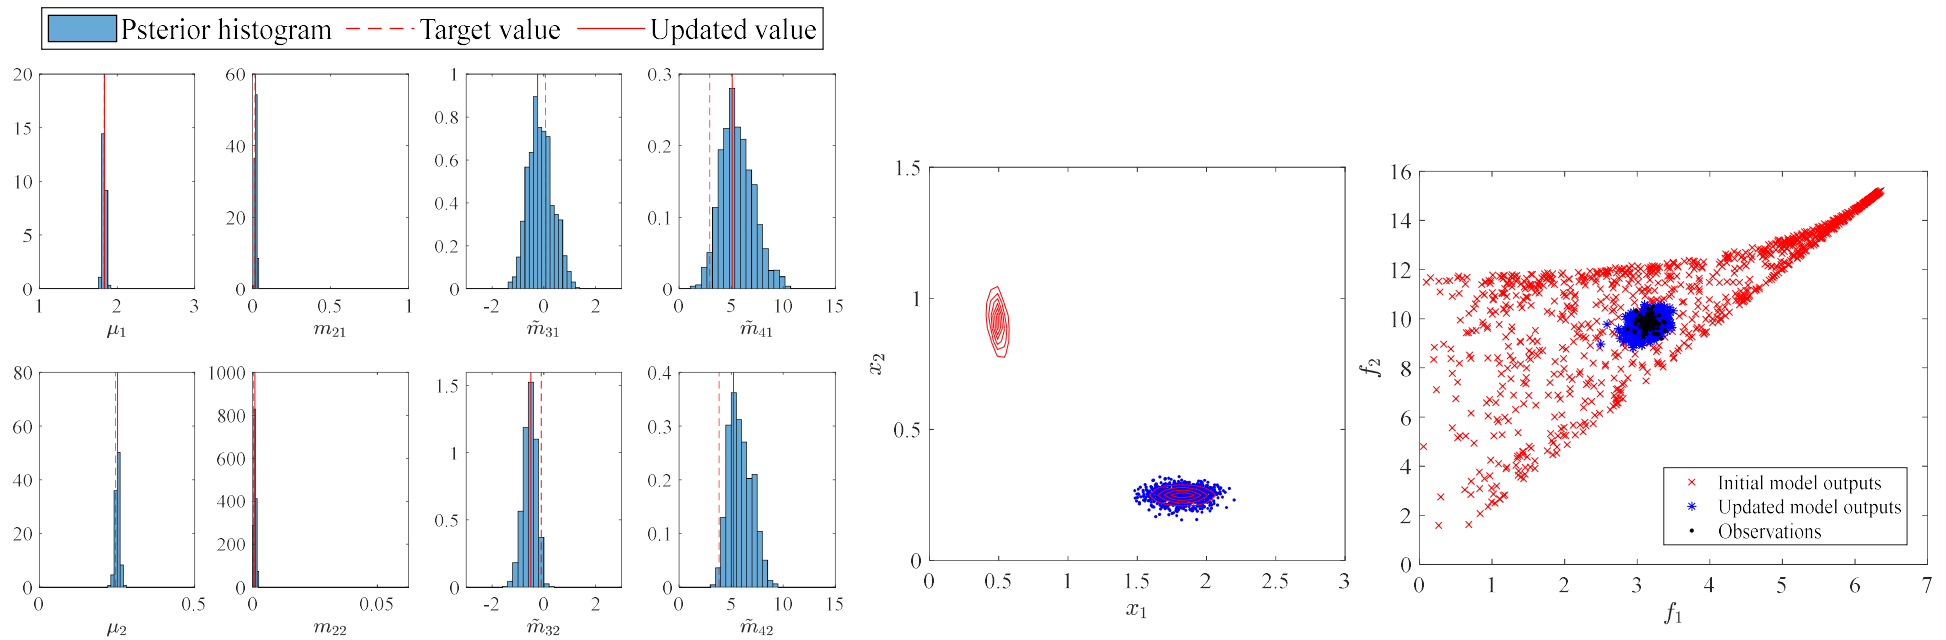 Psterior histogram Target value Updated value
20
15
10
5
0
1 2 3
μ₁
60
40
20
0
0 0.5 1
m₂₁
1
0.8
0.6
0.4
0.2
0
-2 0 2
m̃₃₁
0.3
0.2
0.1
0
0 5 10 15
m̃₄₁
80
60
40
20
0
0 0.5
μ₂
1000
800
600
400
200
0
0 0.05
m₂₂
1.5
1
0.5
0
-2 0 2
m̃₃₂
0.4
0.3
0.2
0.1
0
0 5 10 15
m̃₄₂
1.5
1
0.5
0
x₂
0 0.5 1 1.5 2 2.5 3
x₁
16
14
12
10
8
6
4
2
0
f₂
Initial model outputs
Updated model outputs
Observations
0 1 2 3 4 5 6 7
f₁